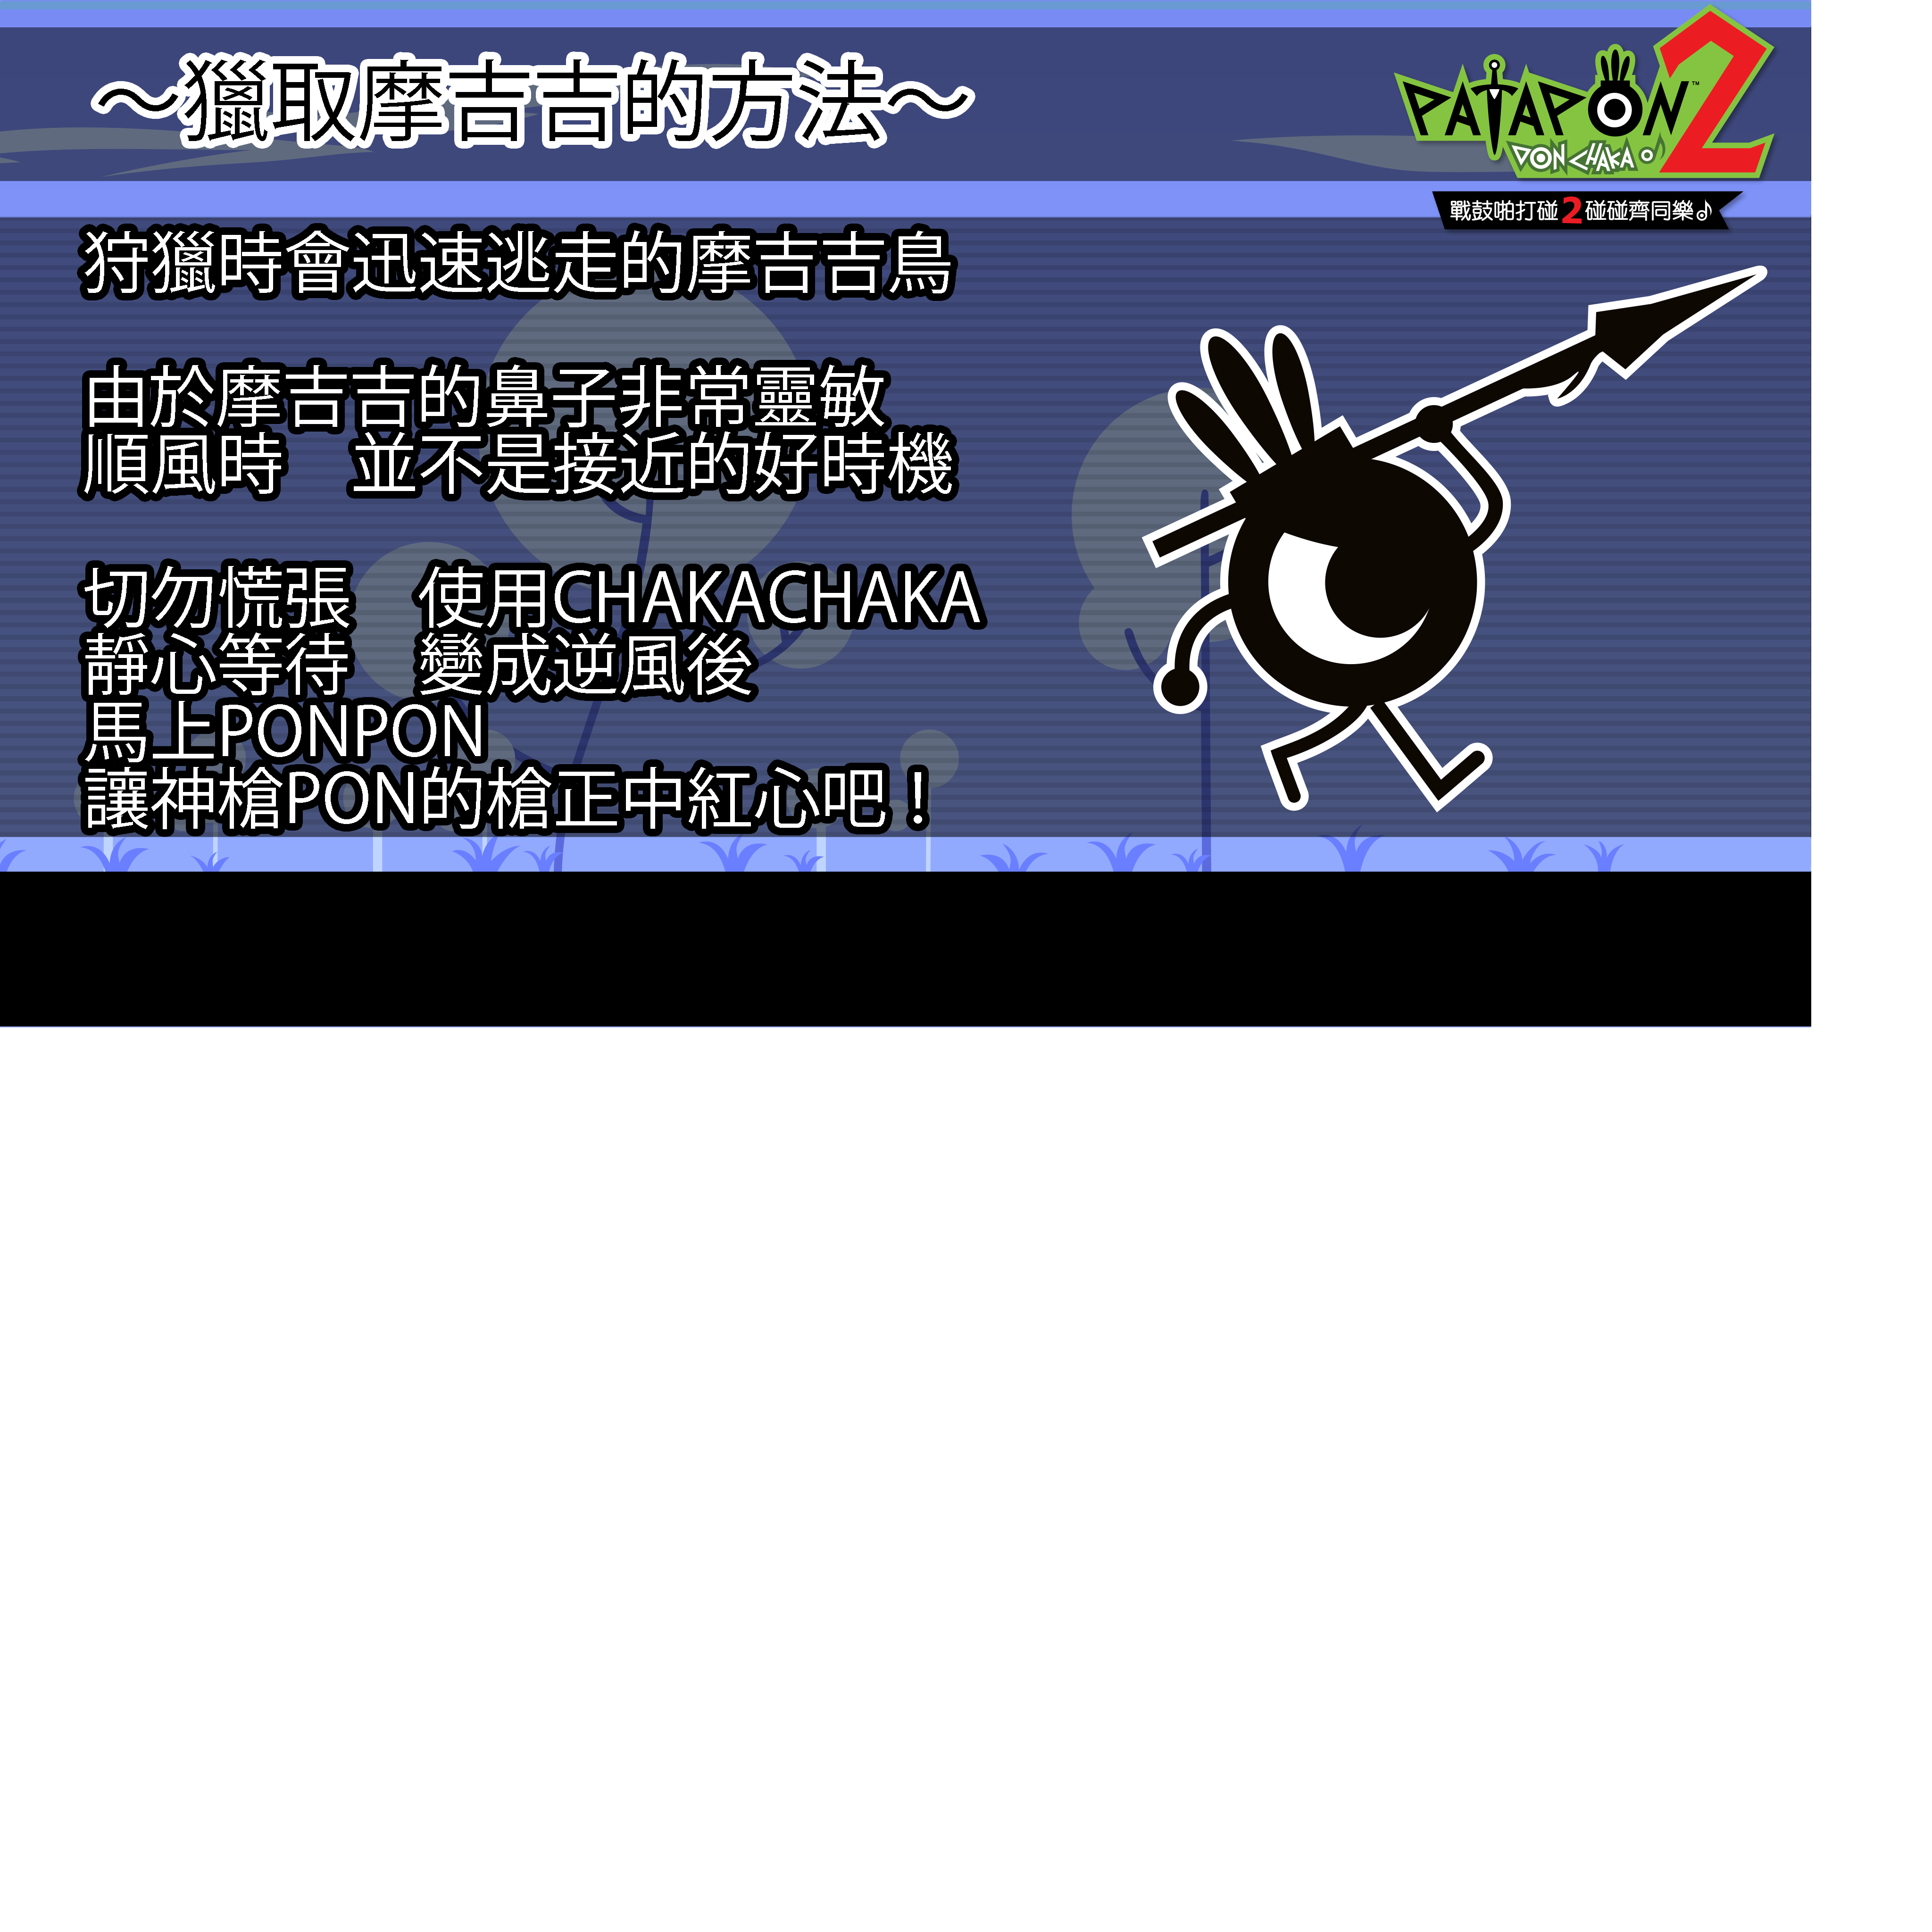 ～獵取摩吉吉的方法～
PATAPON™2
DON CHAKA♪
戰鼓啪打碰2碰碰齊同樂♪
狩獵時會迅速逃走的摩吉吉鳥
由於摩吉吉的鼻子非常靈敏
順風時　並不是接近的好時機
切勿慌張　使用CHAKACHAKA
靜心等待　變成逆風後
馬上PONPON
讓神槍PON的槍正中紅心吧！